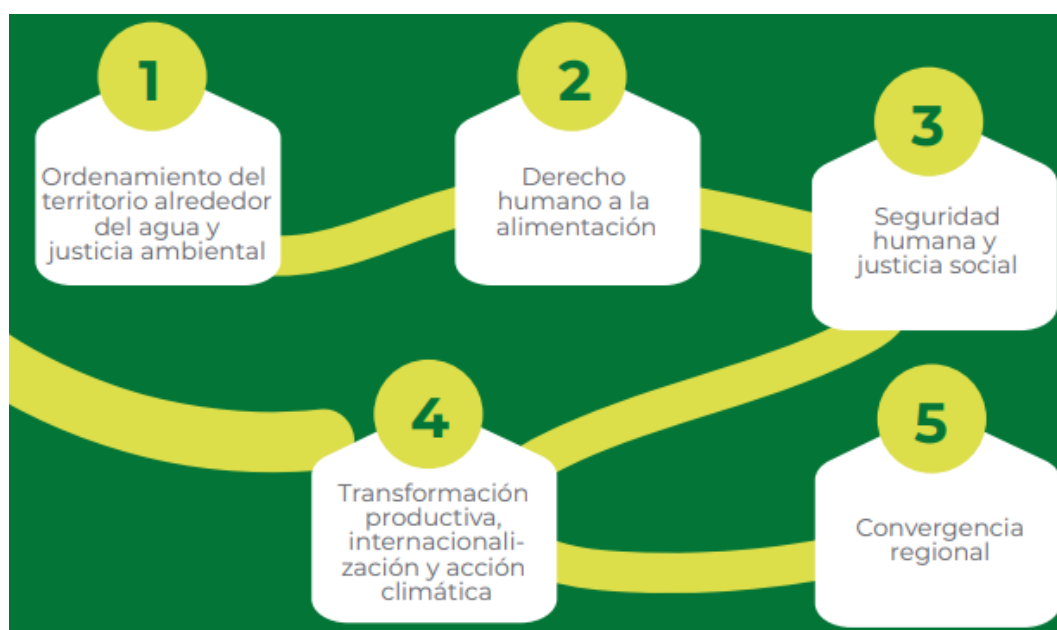 1
Ordenamiento del
territorio alrededor
del agua y
justicia ambiental
2
Derecho
humano a la
alimentación
3
Seguridad
humana y
justicia social
4
Transformación
productiva,
internacionali-
zación y acción
climática
5
Convergencia
regional